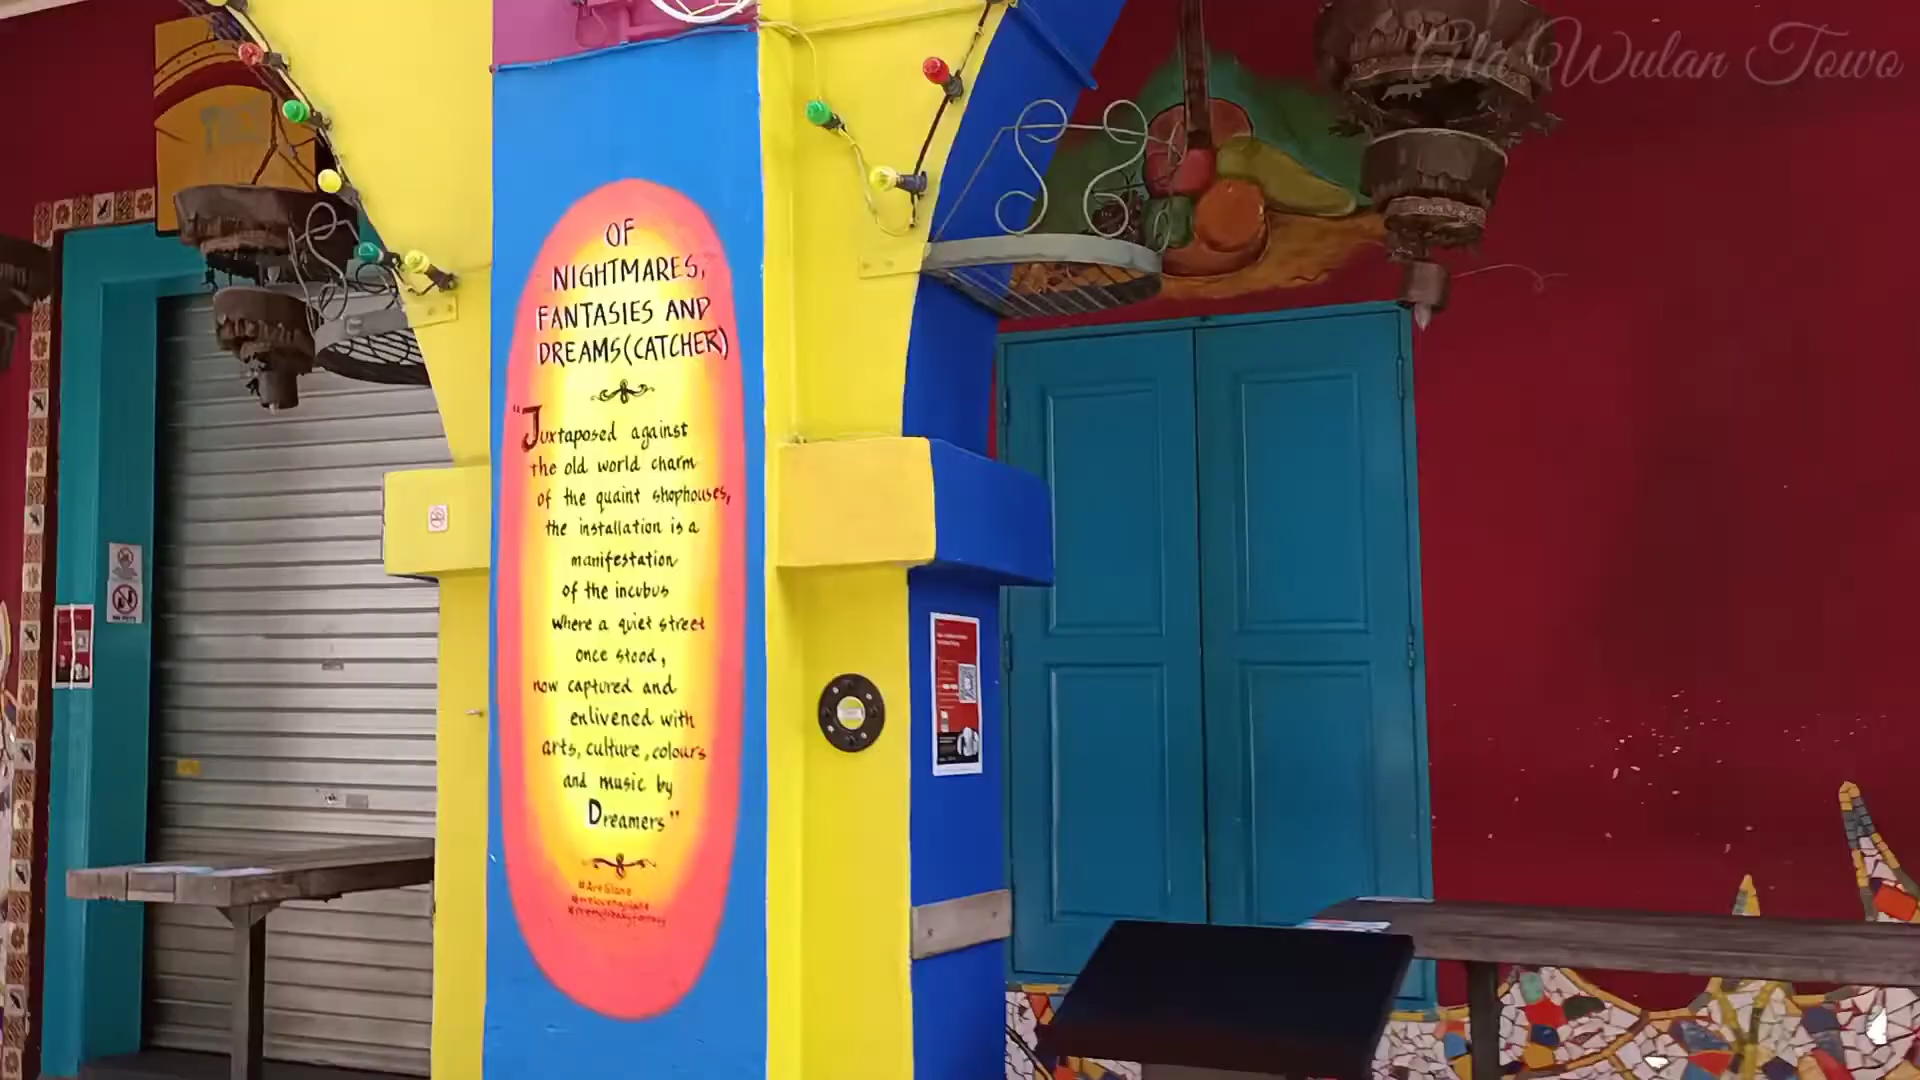 Wulan Towo
OF
NIGHTMARES,
FANTASIES AND
DREAMS(CATCHER)
"Juxtaposed against
the old world charm
of the quaint shophouses,
the installation is a
manifestation
of the incubus
where a quiet street
once stood,
now captured and
enlivened with
arts, culture, colours
and music by
Dreamers"